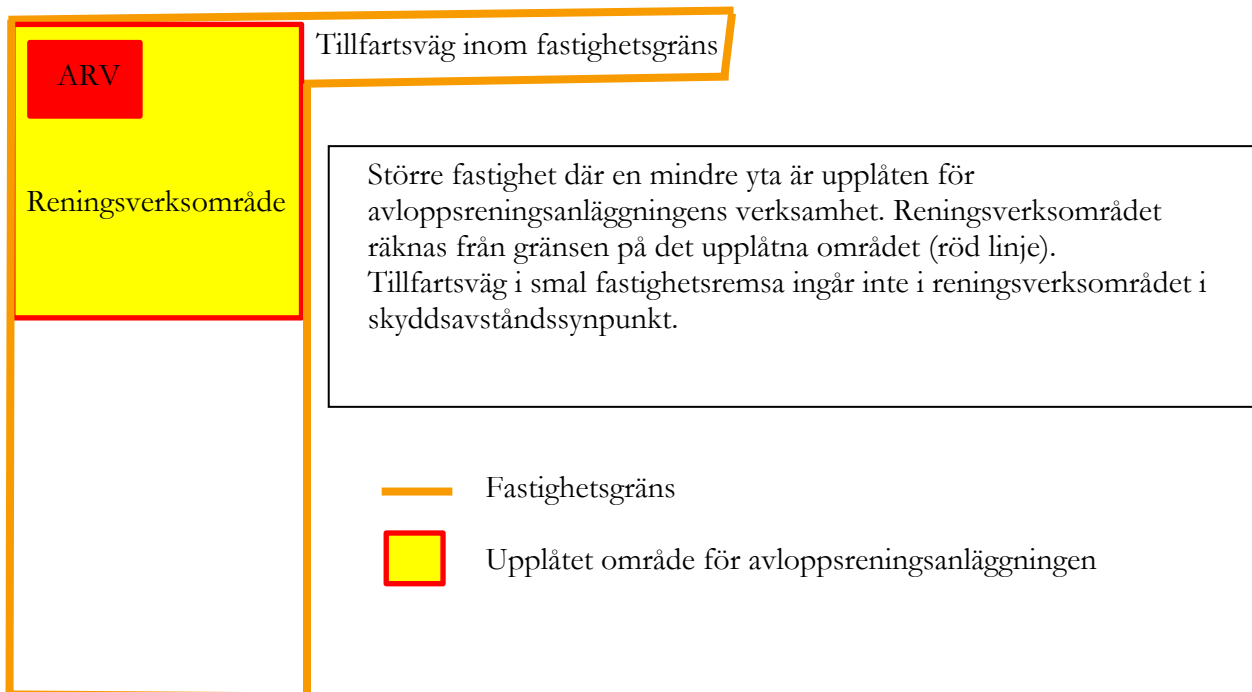 Tillfartsväg inom fastighetsgräns
ARV
Reningsverksområde
Större fastighet där en mindre yta är upplåten för
avloppsreningsanläggningens verksamhet. Reningsverksområdet
räknas från gränsen på det upplåtna området (röd linje).
Tillfartsväg i smal fastighetsremsa ingår inte i reningsverksområdet i
skyddsavståndssynpunkt.
Fastighetsgräns
Upplåtet område för avloppsreningsanläggningen